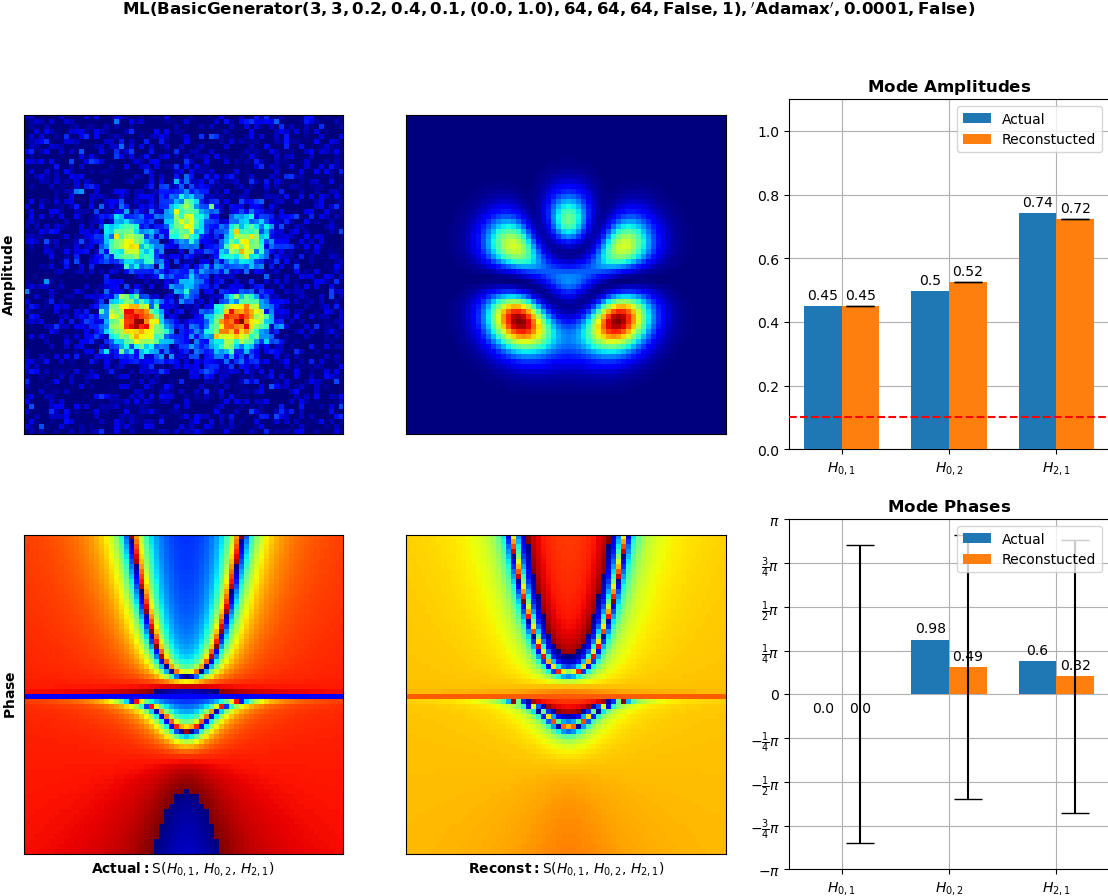 ML(BasicGenerator(3, 3, 0.2, 0.4, 0.1, (0.0, 1.0), 64, 64, 64, False, 1), ′Adamax′, 0.0001, False)
Amplitude
Mode Amplitudes
Actual
Reconstucted
1.0
0.8
0.6
0.4
0.2
0.0
0.45 0.45
0.5 0.52
0.74 0.72
H0,1 H0,2 H2,1
Phase
Actual: S(H0,1, H0,2, H2,1)
Reconst: S(H0,1, H0,2, H2,1)
Mode Phases
Actual
Reconstucted
π
3/4π
1/2π
1/4π
0
−1/4π
−1/2π
−3/4π
−π
0.0 0.0
0.98 0.49
0.6 0.32
H0,1 H0,2 H2,1